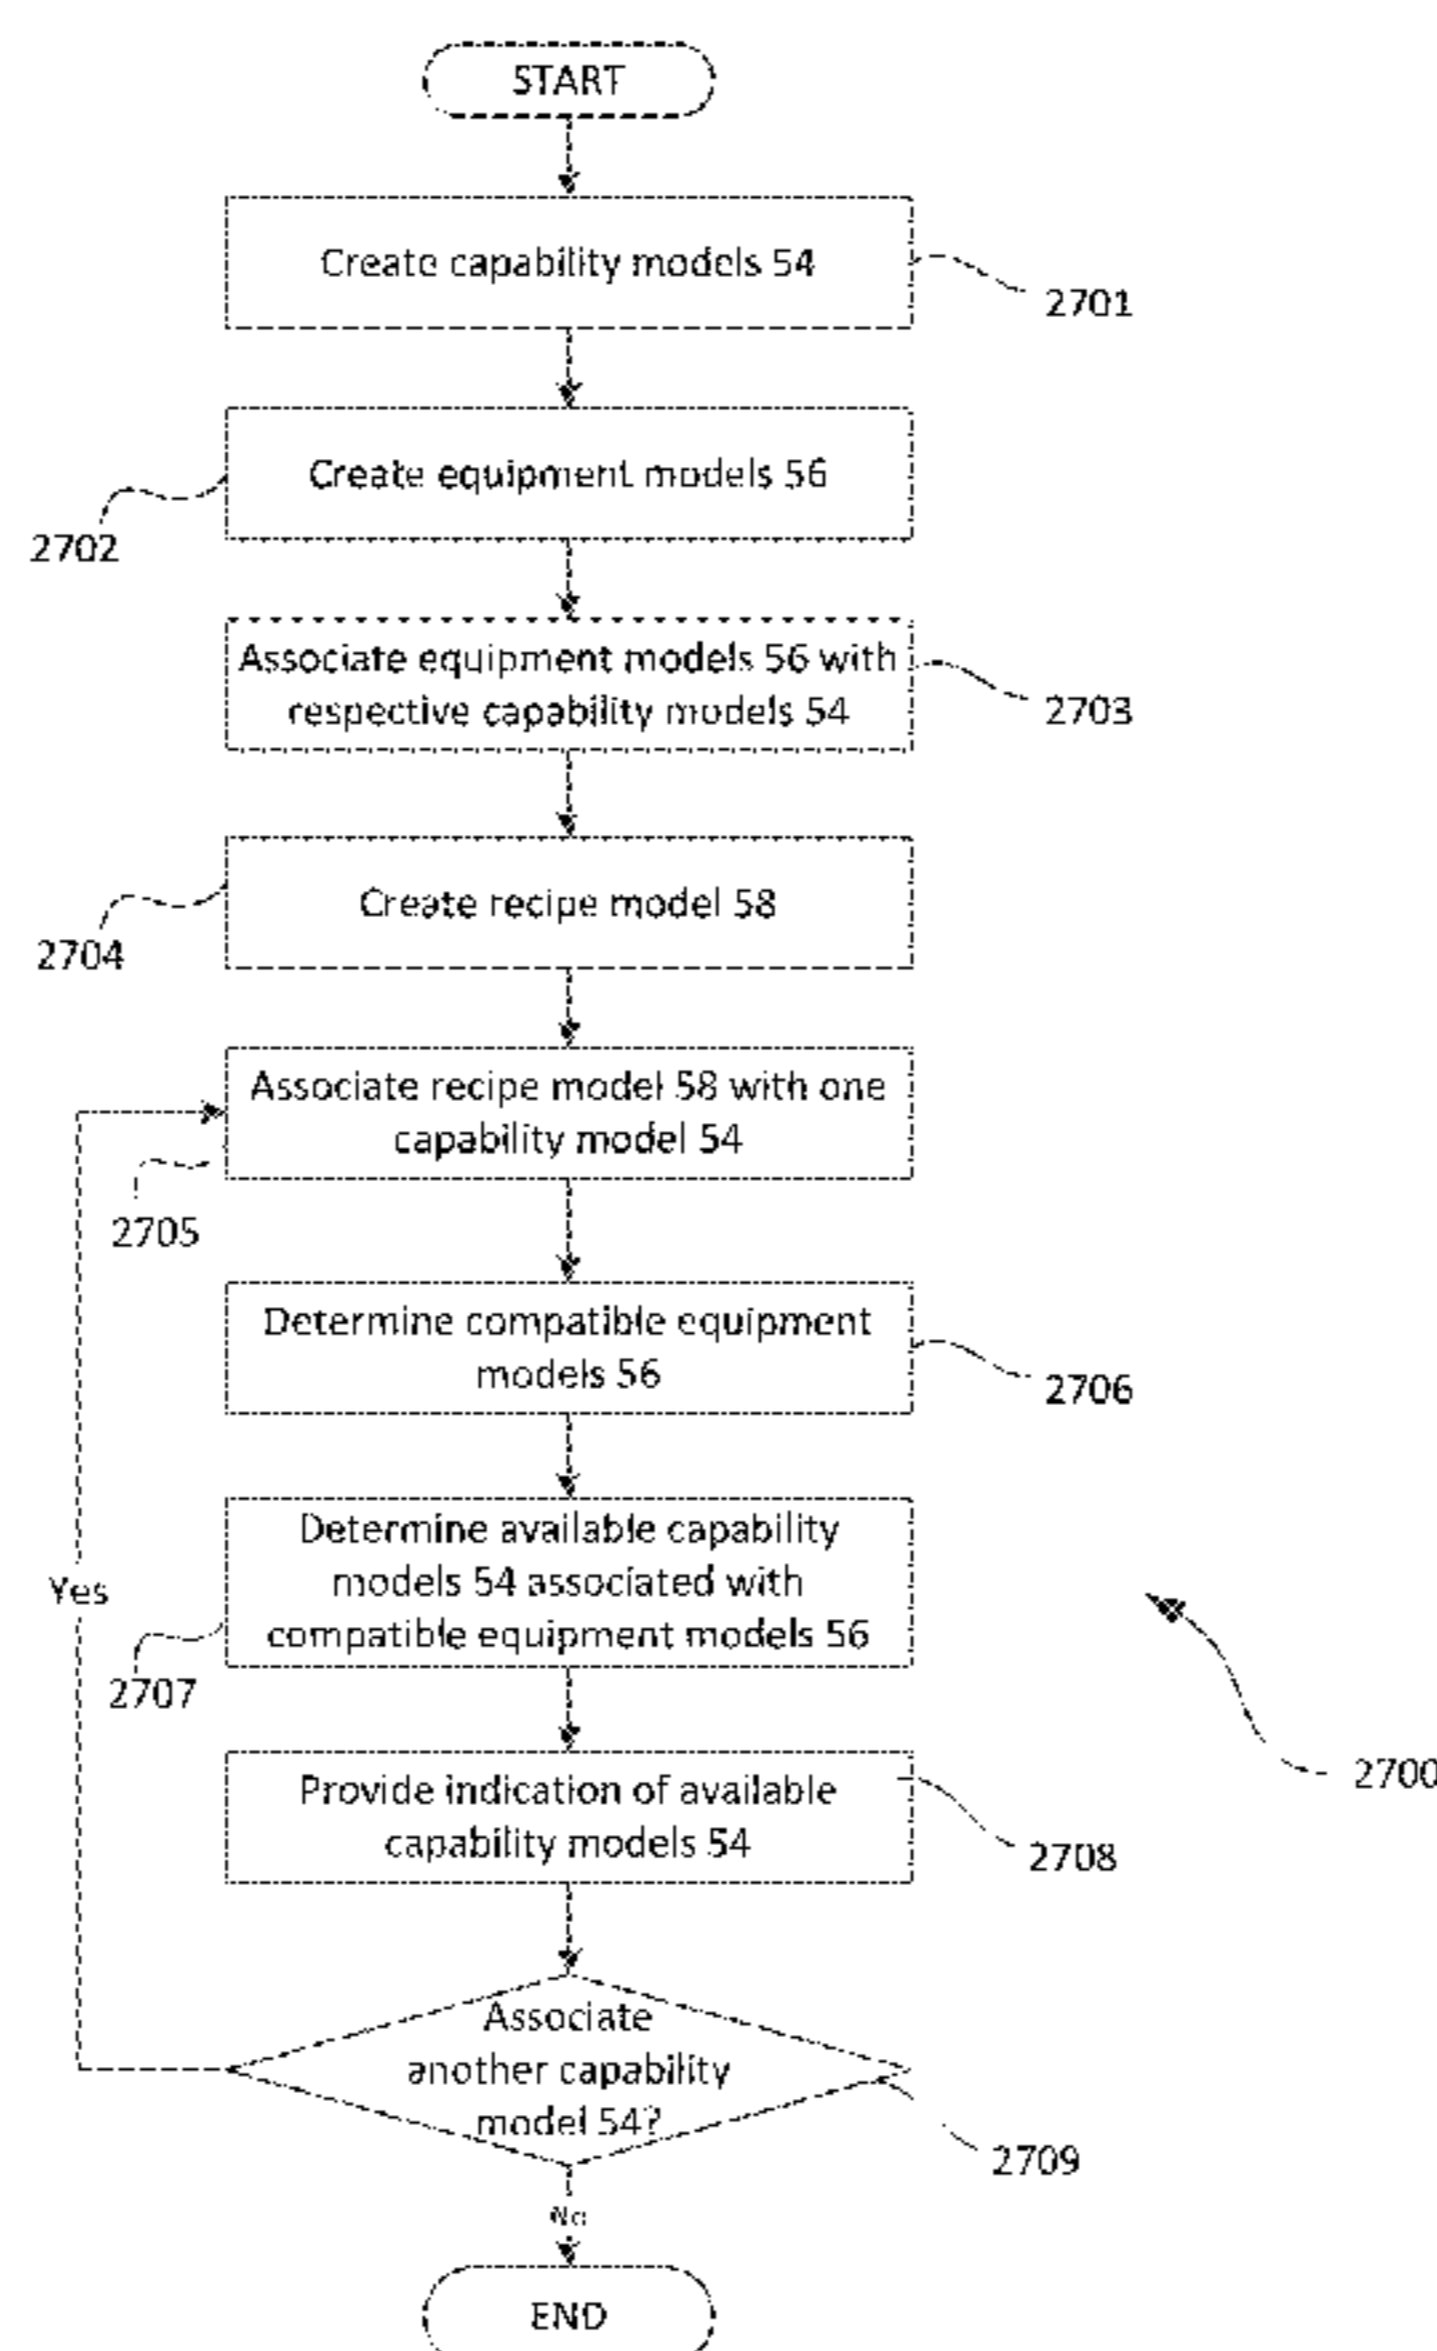 START
Create capability models 54
2701
Create equipment models 56
2702
Associate equipment models 56 with
respective capability models 54
2703
Create recipe model 58
2704
Associate recipe model 58 with one
capability model 54
2705
Determine compatible equipment
models 56
2706
Determine available capability
models 54 associated with
compatible equipment models 56
Yes
2707
2700
Provide indication of available
capability models 54
2708
Associate
another capability
model 54?
2709
No
END